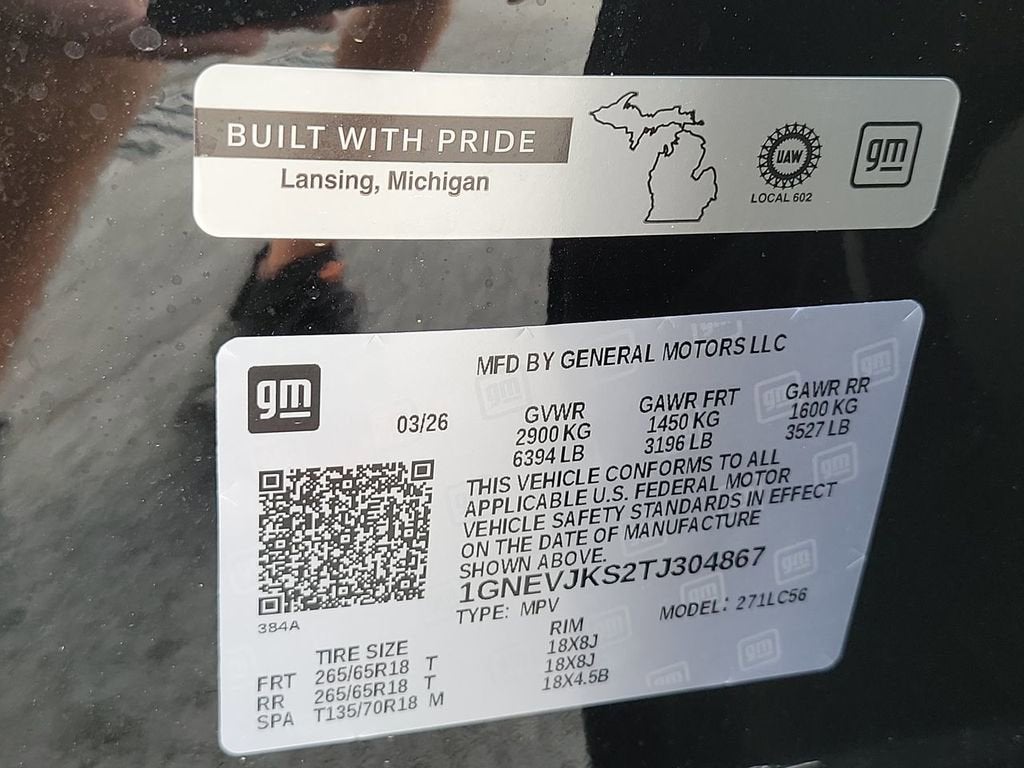 BUILT WITH PRIDE
Lansing, Michigan
UAW
LOCAL 602
gm
gm
MFD BY GENERAL MOTORS LLC
03/26
GVWR
2900 KG
6394 LB
GAWR FRT
1450 KG
3196 LB
GAWR RR
1600 KG
3527 LB
THIS VEHICLE CONFORMS TO ALL
APPLICABLE U.S. FEDERAL MOTOR
VEHICLE SAFETY STANDARDS IN EFFECT
ON THE DATE OF MANUFACTURE
SHOWN ABOVE.
1GNEVJKS2TJ304867
TYPE: MPV
MODEL: 271LC56
384A
TIRE SIZE
RIM
FRT 265/65R18 T 18X8J
RR 265/65R18 T 18X8J
SPA T135/70R18 M 18X4.5B